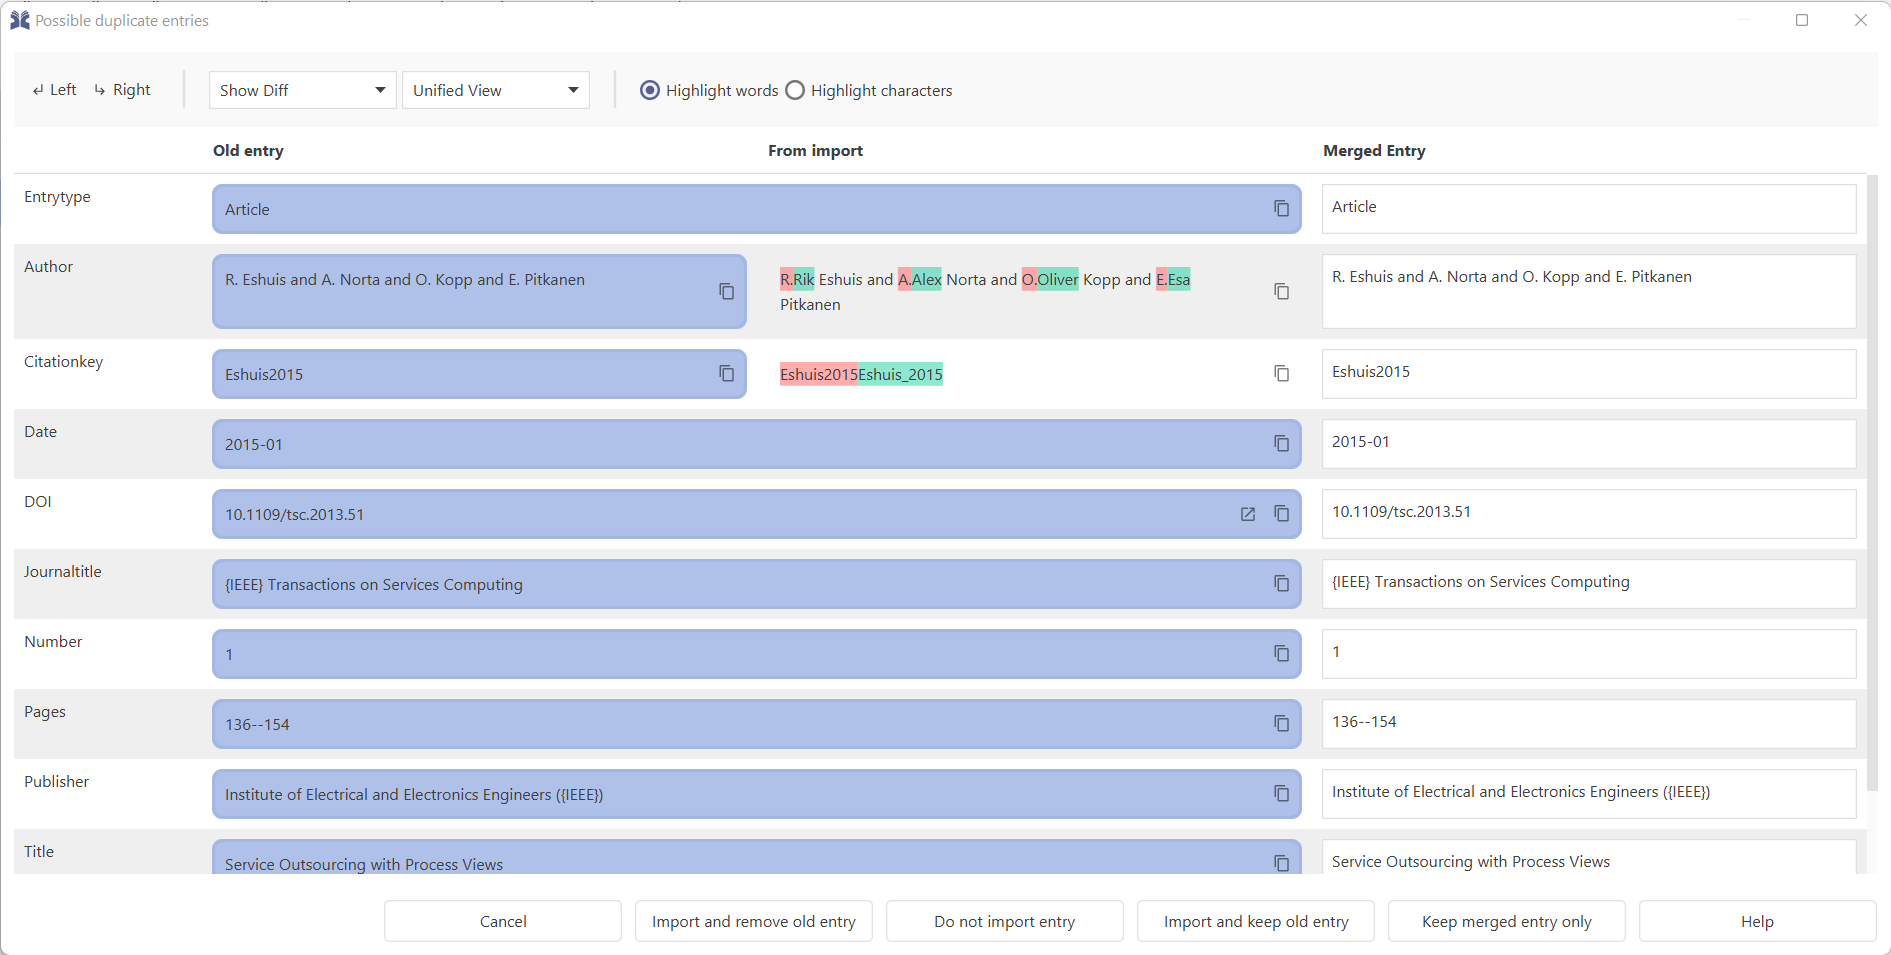 Possible duplicate entries
Left Right Show Diff Unified View Highlight words Highlight characters
Old entry From import Merged Entry
Entrytype Article Article
Author R. Eshuis and A. Norta and O. Kopp and E. Pitkanen R.Rik Eshuis and A.Alex Norta and O.Oliver Kopp and E.Esa R. Eshuis and A. Norta and O. Kopp and E. Pitkanen
Pitkanen
Citationkey Eshuis2015 Eshuis2015Eshuis_2015 Eshuis2015
Date 2015-01 2015-01
DOI 10.1109/tsc.2013.51 10.1109/tsc.2013.51
Journaltitle {IEEE} Transactions on Services Computing {IEEE} Transactions on Services Computing
Number 1 1
Pages 136--154 136--154
Publisher Institute of Electrical and Electronics Engineers ({IEEE}) Institute of Electrical and Electronics Engineers ({IEEE})
Title Service Outsourcing with Process Views Service Outsourcing with Process Views
Cancel Import and remove old entry Do not import entry Import and keep old entry Keep merged entry only Help